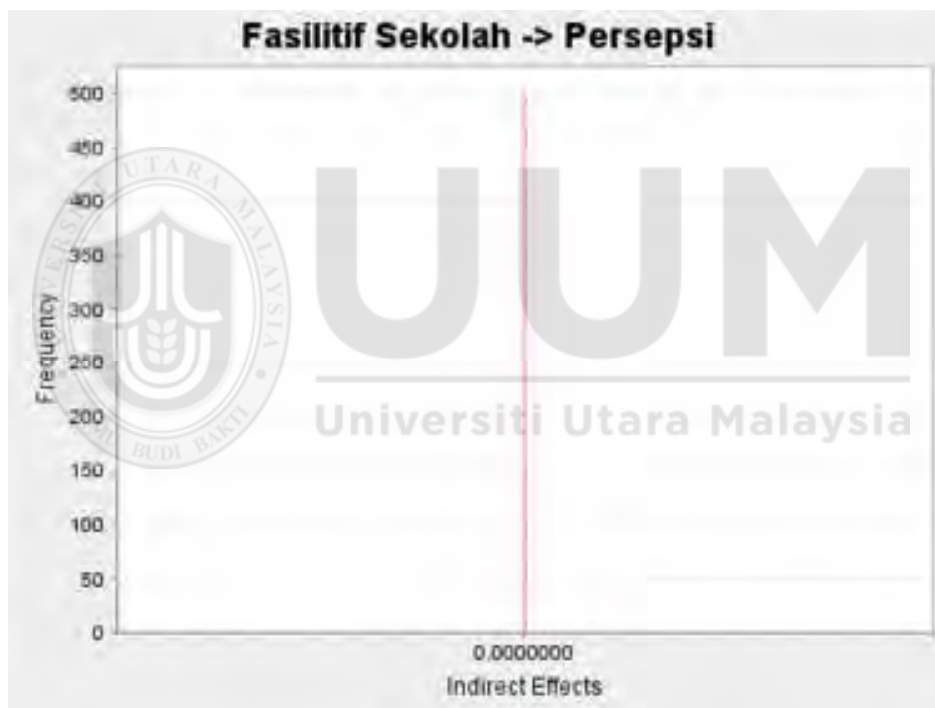 Fasilitif Sekolah -> Persepsi
500
450
400
350
300
250
200
150
100
50
0
Frequency
0.0000000
Indirect Effects
UNIVERSITI UTARA MALAYSIA
BUDI BAKTI
UUM
Universiti Utara Malaysia